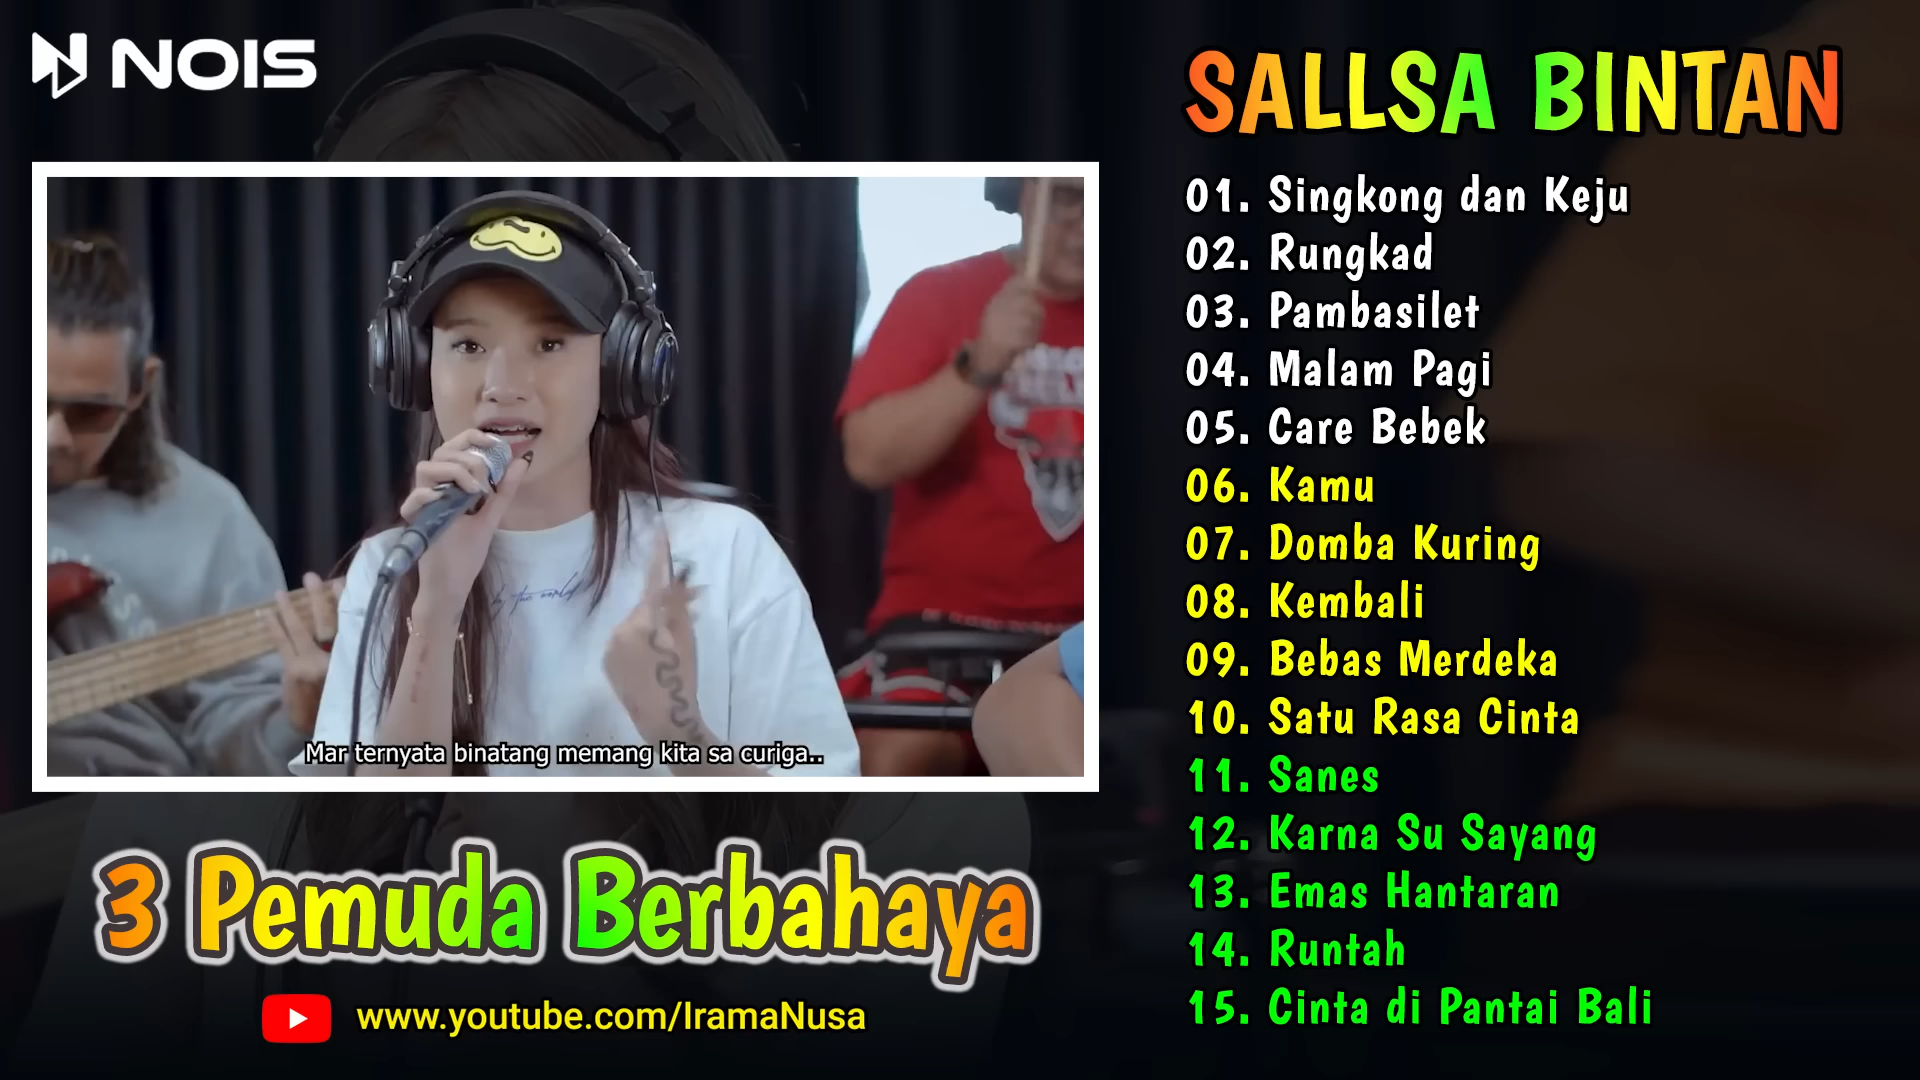 NOIS
SALLSA BINTAN
01. Singkong dan Keju
02. Rungkad
03. Pambasilet
04. Malam Pagi
05. Care Bebek
06. Kamu
07. Domba Kuring
08. Kembali
09. Bebas Merdeka
10. Satu Rasa Cinta
11. Sanes
12. Karna Su Sayang
13. Emas Hantaran
14. Runtah
15. Cinta di Pantai Bali
Mar ternyata binatang memang kita sa curiga..
3 Pemuda Berbahaya
www.youtube.com/IramaNusa